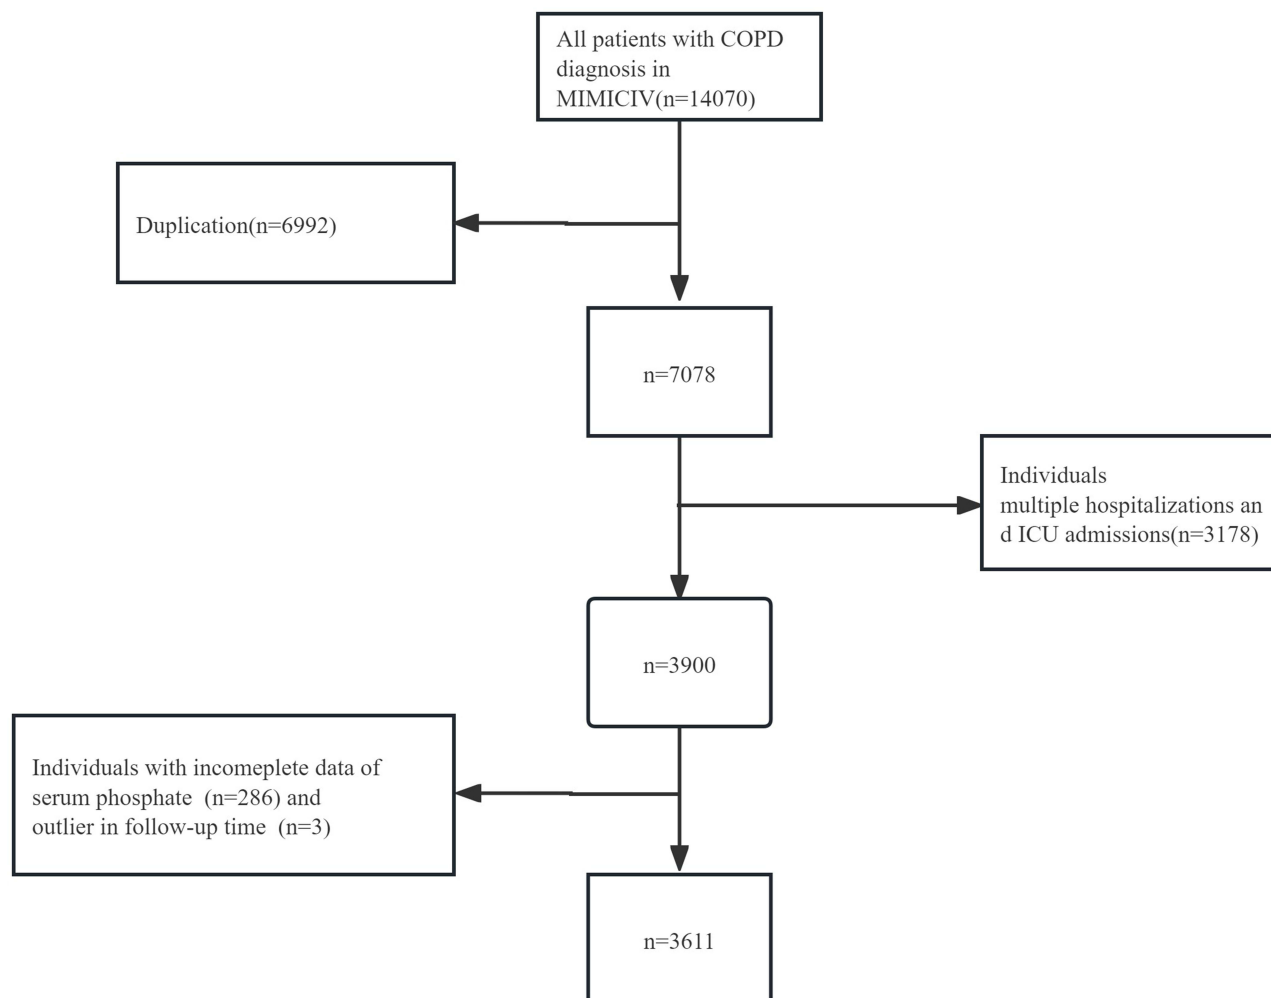 All patients with COPD
diagnosis in
MIMICIV(n=14070)
Duplication(n=6992)
n=7078
Individuals
multiple hospitalizations an
d ICU admissions(n=3178)
n=3900
Individuals with incomeplete data of
serum phosphate  (n=286) and
outlier in follow-up time  (n=3)
n=3611